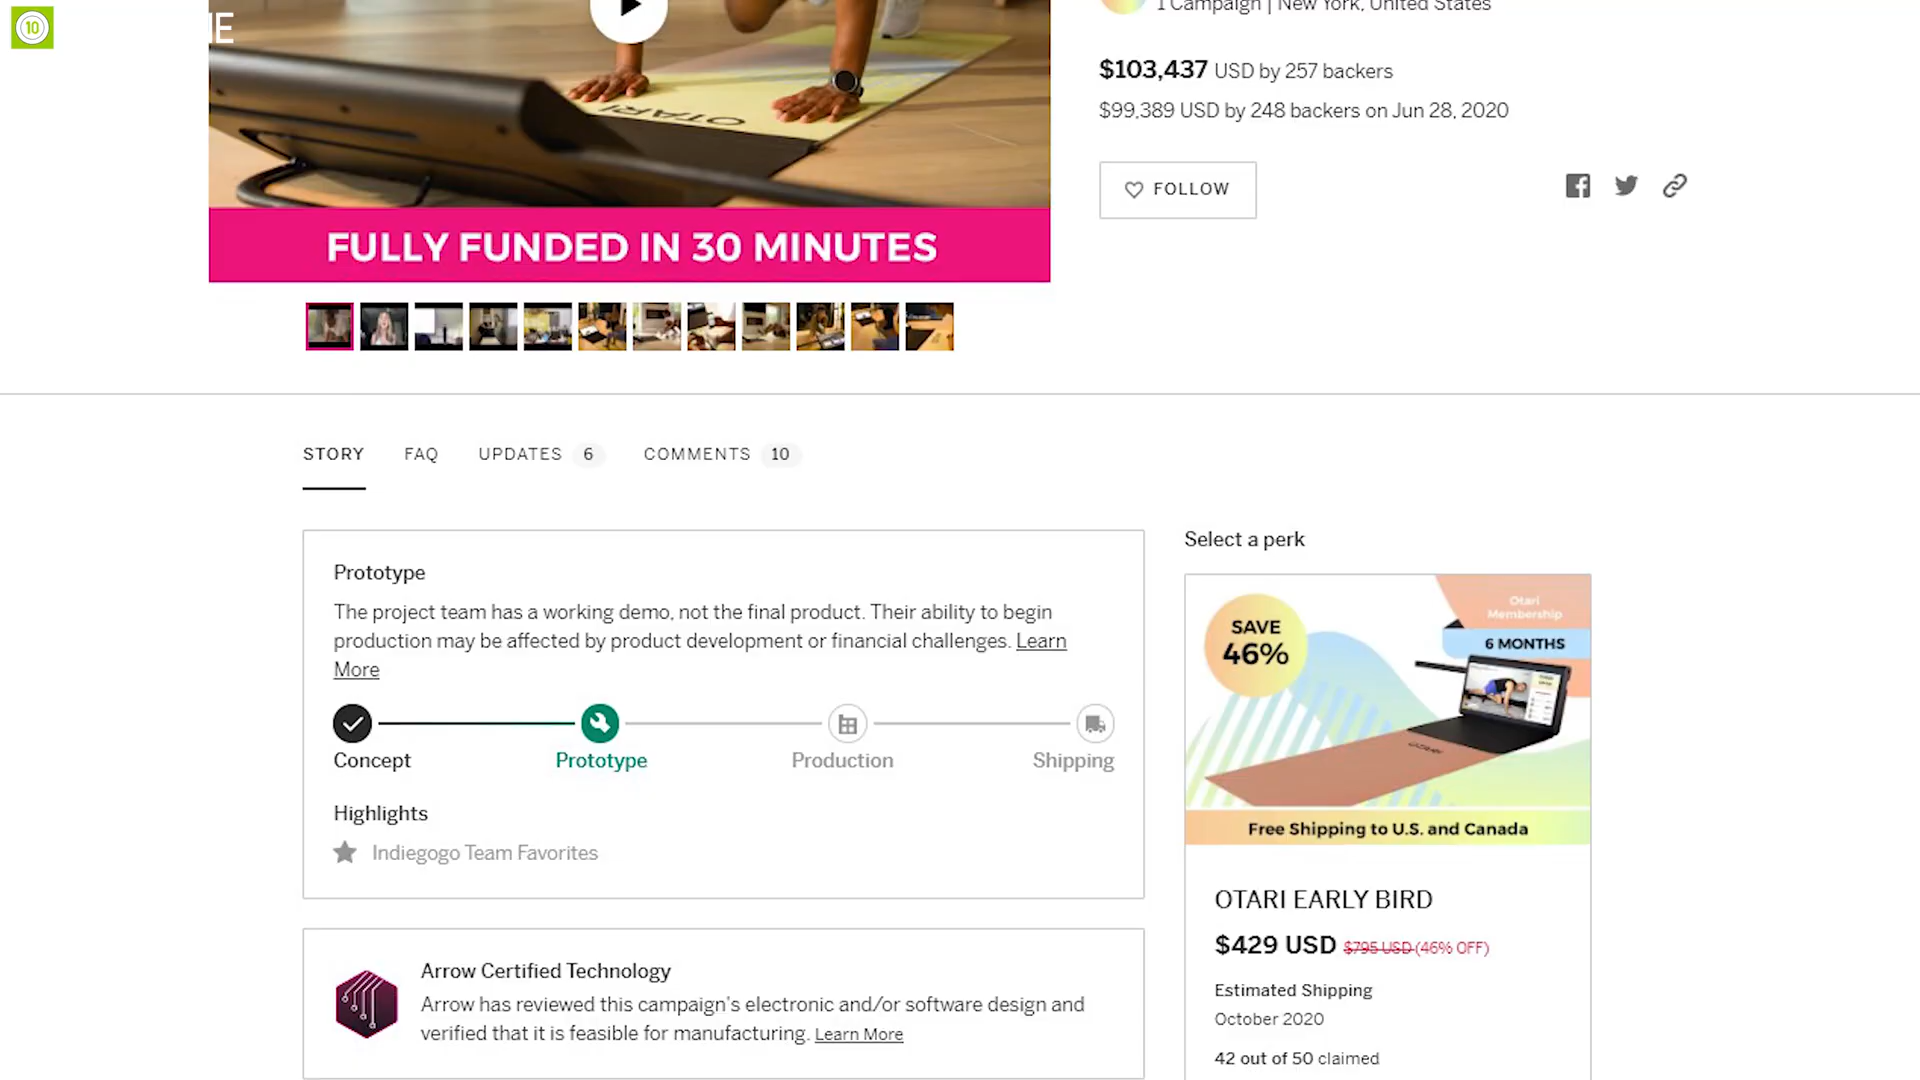 10
E
1 Campaign | New York, United States
$103,437 USD by 257 backers
$99,389 USD by 248 backers on Jun 28, 2020
FOLLOW
OTARI
FULLY FUNDED IN 30 MINUTES
STORY
FAQ
UPDATES 6
COMMENTS 10
Prototype
The project team has a working demo, not the final product. Their ability to begin
production may be affected by product development or financial challenges. Learn
More
Concept
Prototype
Production
Shipping
Highlights
Indiegogo Team Favorites
Arrow Certified Technology
Arrow has reviewed this campaign's electronic and/or software design and
verified that it is feasible for manufacturing. Learn More
Select a perk
SAVE
46%
Otari
Membership
6 MONTHS
OTARI
Free Shipping to U.S. and Canada
OTARI EARLY BIRD
$429 USD $795 USD (46% OFF)
Estimated Shipping
October 2020
42 out of 50 claimed